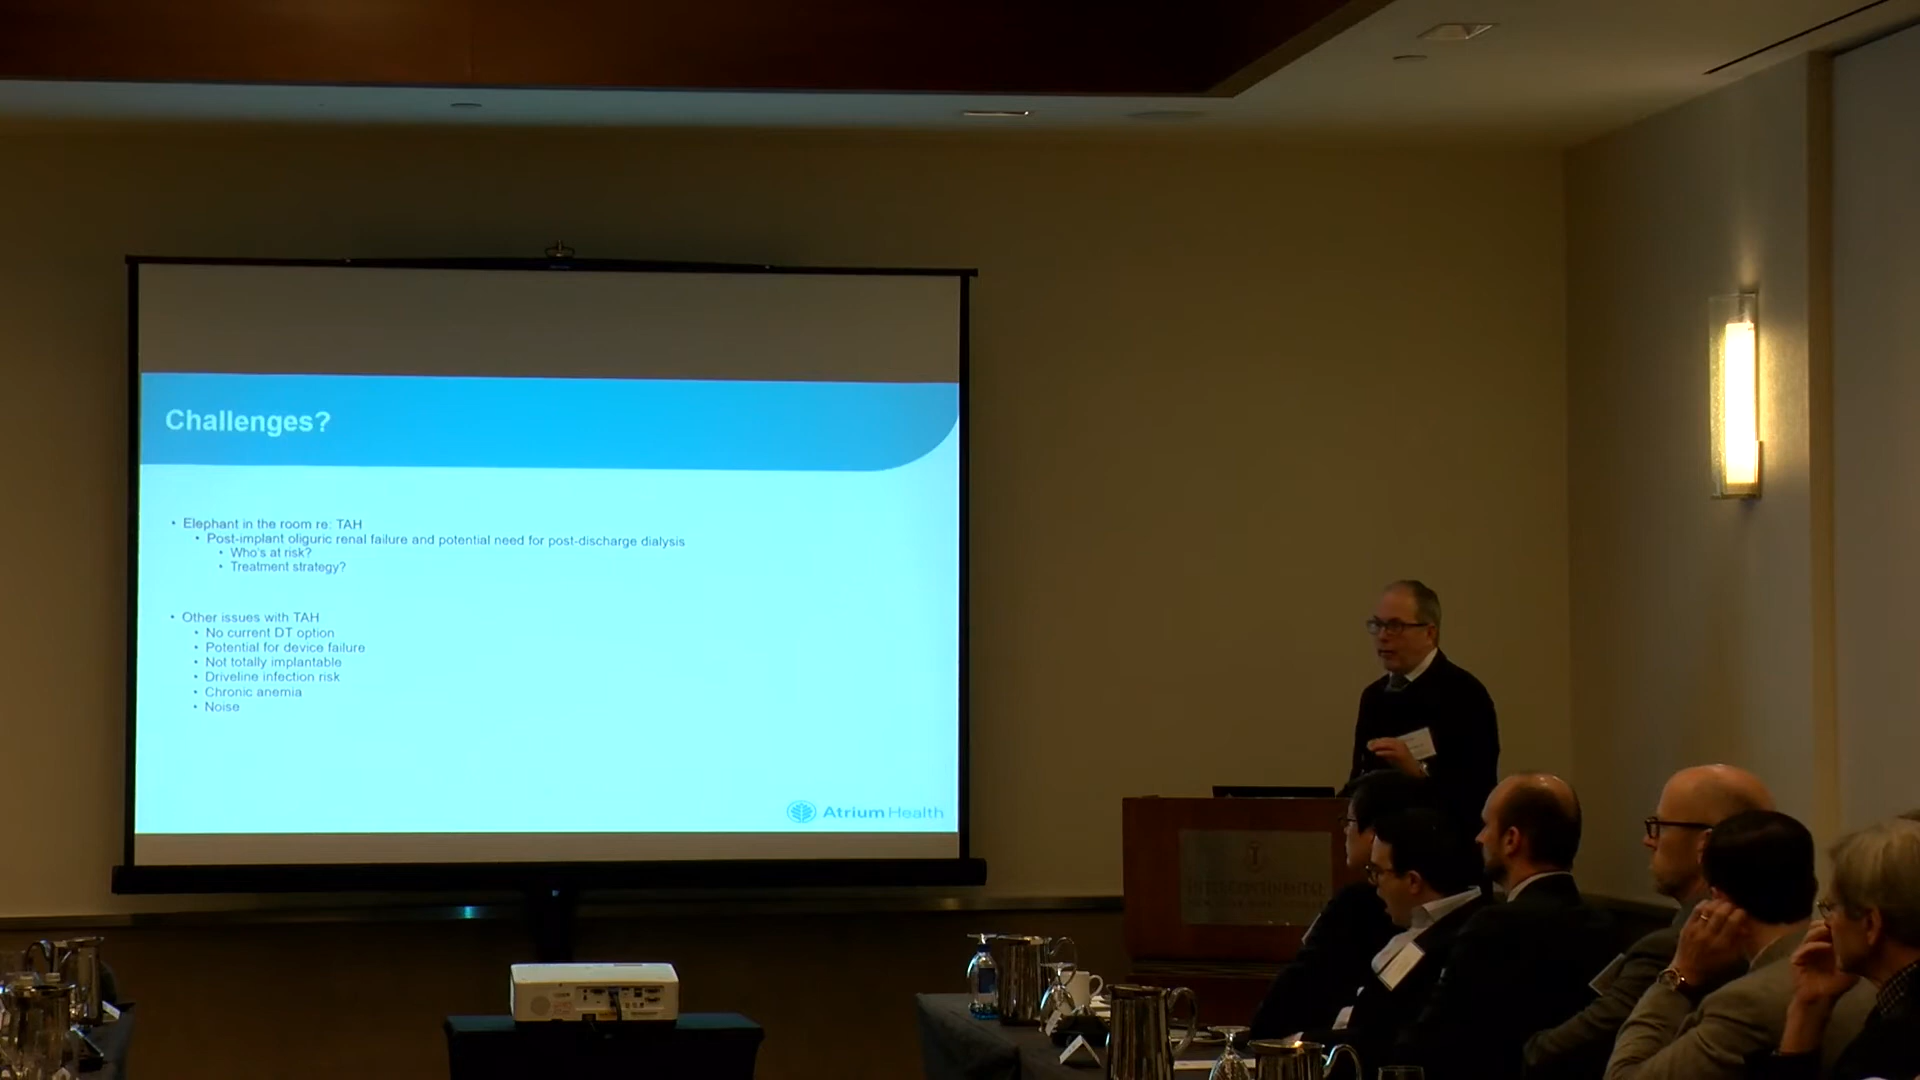 Challenges?
• Elephant in the room re: TAH
• Post-implant oliguric renal failure and potential need for post-discharge dialysis
• Who's at risk?
• Treatment strategy?
• Other issues with TAH
• No current DT option
• Potential for device failure
• Not totally implantable
• Driveline infection risk
• Chronic anemia
• Noise
Atrium Health
INTERCONTINENTAL